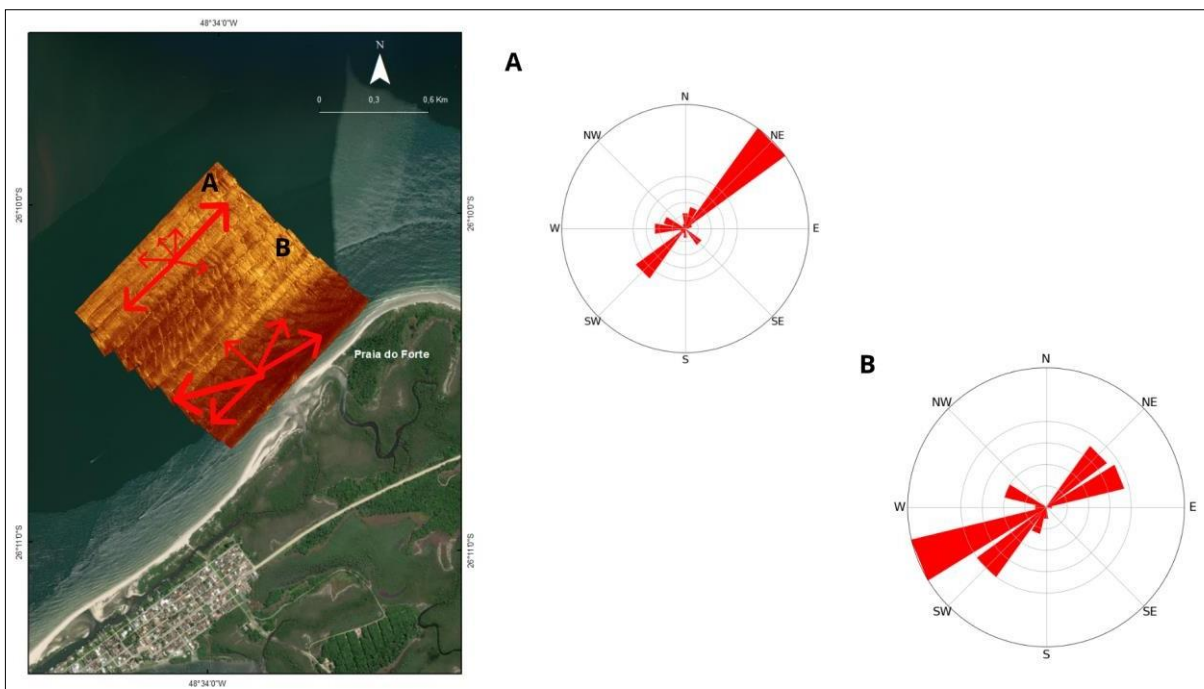 48°34'0"W
N
0 0,3 0,6 Km
26°10'0"S
26°10'0"S
A
B
Praia do Forte
26°11'0"S
26°11'0"S
48°34'0"W
A
N
NW NE
W E
SW SE
S
B
N
NW NE
W E
SW SE
S